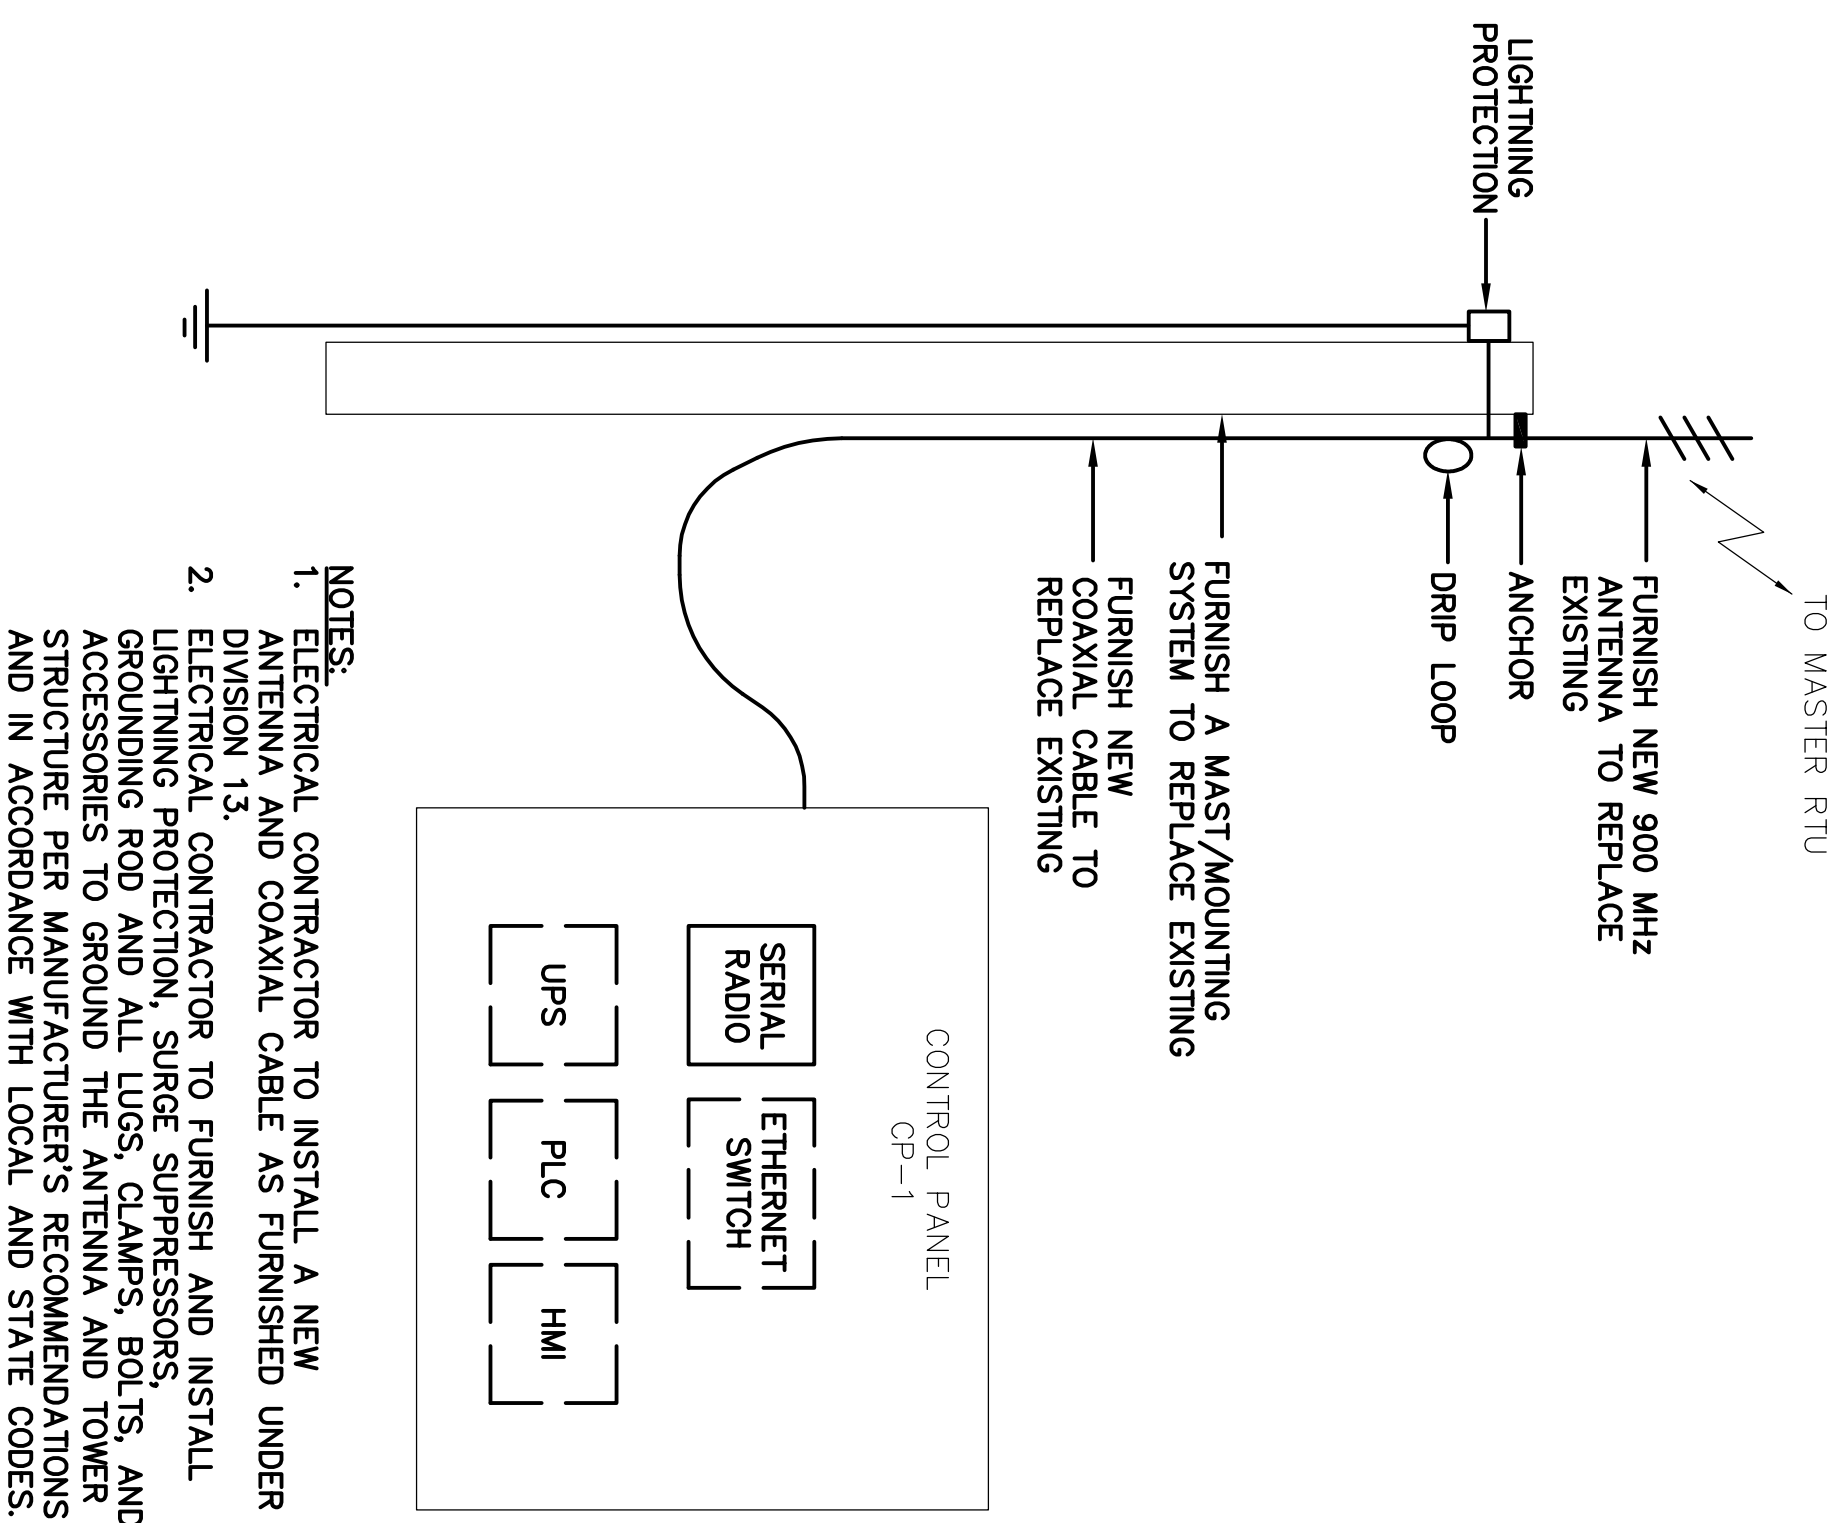 TO MASTER RTU
LIGHTNING
PROTECTION
FURNISH NEW 900 MHz
ANTENNA TO REPLACE
EXISTING
ANCHOR
DRIP LOOP
FURNISH A MAST/MOUNTING
SYSTEM TO REPLACE EXISTING
FURNISH NEW
COAXIAL CABLE TO
REPLACE EXISTING
CONTROL PANEL
CP-1
SERIAL
RADIO
ETHERNET
SWITCH
UPS
PLC
HMI
NOTES:
1. ELECTRICAL CONTRACTOR TO INSTALL A NEW
ANTENNA AND COAXIAL CABLE AS FURNISHED UNDER
DIVISION 13.
2. ELECTRICAL CONTRACTOR TO FURNISH AND INSTALL
LIGHTNING PROTECTION, SURGE SUPPRESSORS,
GROUNDING ROD AND ALL LUGS, CLAMPS, BOLTS, AND
ACCESSORIES TO GROUND THE ANTENNA AND TOWER
STRUCTURE PER MANUFACTURER'S RECOMMENDATIONS
AND IN ACCORDANCE WITH LOCAL AND STATE CODES.